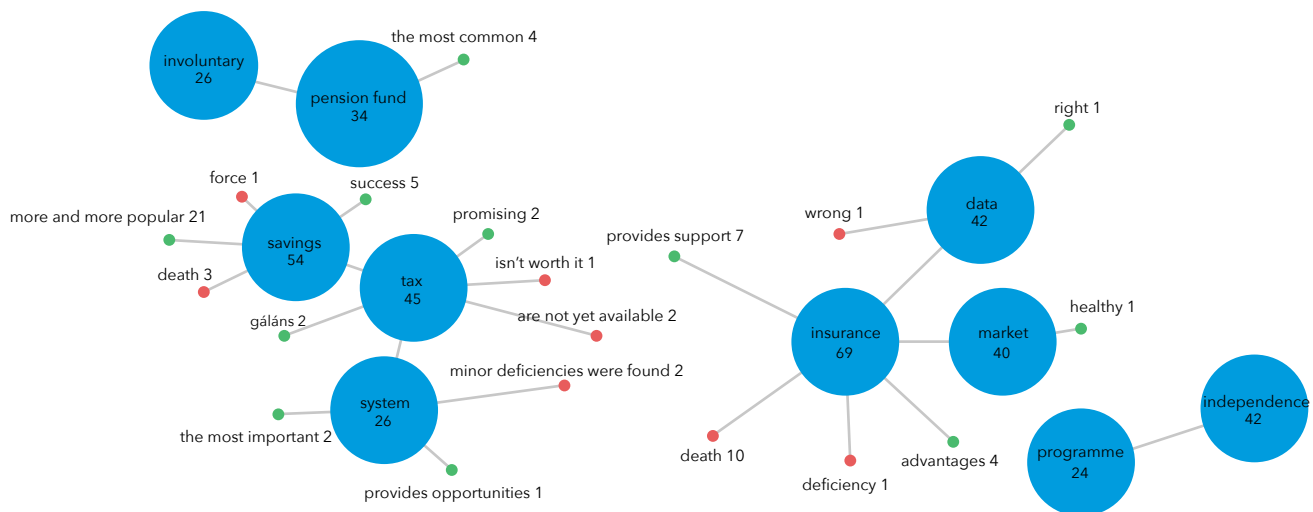 involuntary
26
the most common 4
pension fund
34
right 1
force 1
success 5
more and more popular 21
savings
54
death 3
promising 2
isn't worth it 1
tax
45
gáláns 2
are not yet available 2
minor deficiencies were found 2
system
26
the most important 2
provides opportunities 1
data
42
wrong 1
provides support 7
insurance
69
market
40
healthy 1
death 10
deficiency 1
advantages 4
independence
42
programme
24